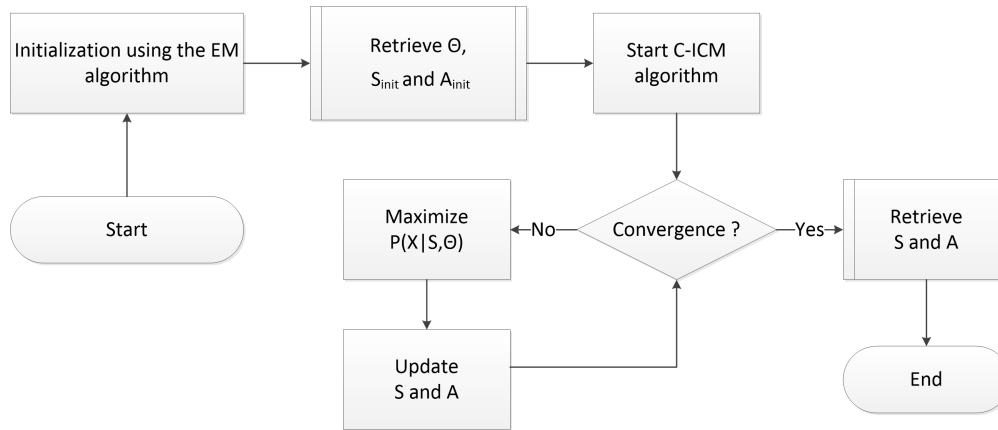 Initialization using the EM
algorithm
Retrieve Θ,
Sinit and Ainit
Start C-ICM
algorithm
Start
Maximize
P(X|S,Θ)
No
Convergence ?
Yes
Retrieve
S and A
Update
S and A
End